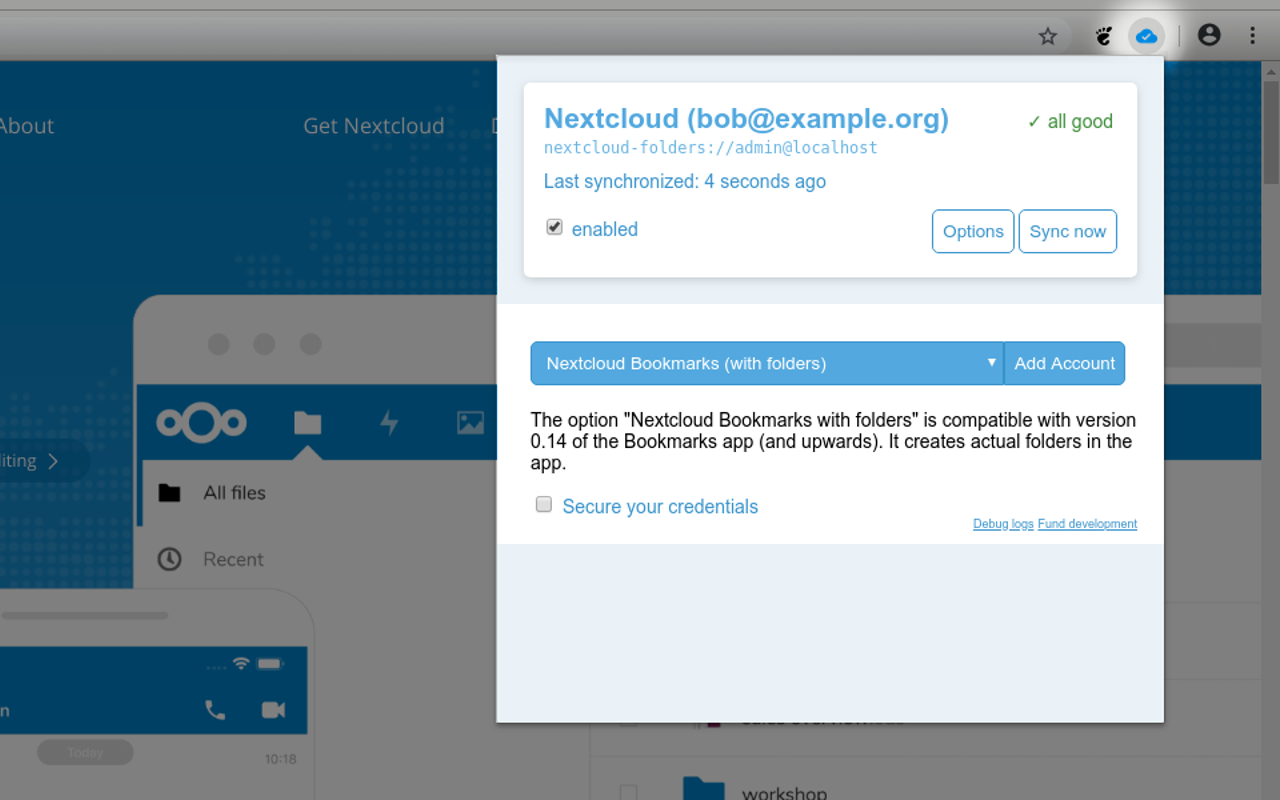 About
Get Nextcloud
Nextcloud (bob@example.org)
✓ all good
nextcloud-folders://admin@localhost
Last synchronized: 4 seconds ago
enabled
Options
Sync now
Nextcloud Bookmarks (with folders)
Add Account
The option "Nextcloud Bookmarks with folders" is compatible with version
0.14 of the Bookmarks app (and upwards). It creates actual folders in the
app.
Secure your credentials
Debug logs Fund development
All files
Recent
Today
10:18
workshop